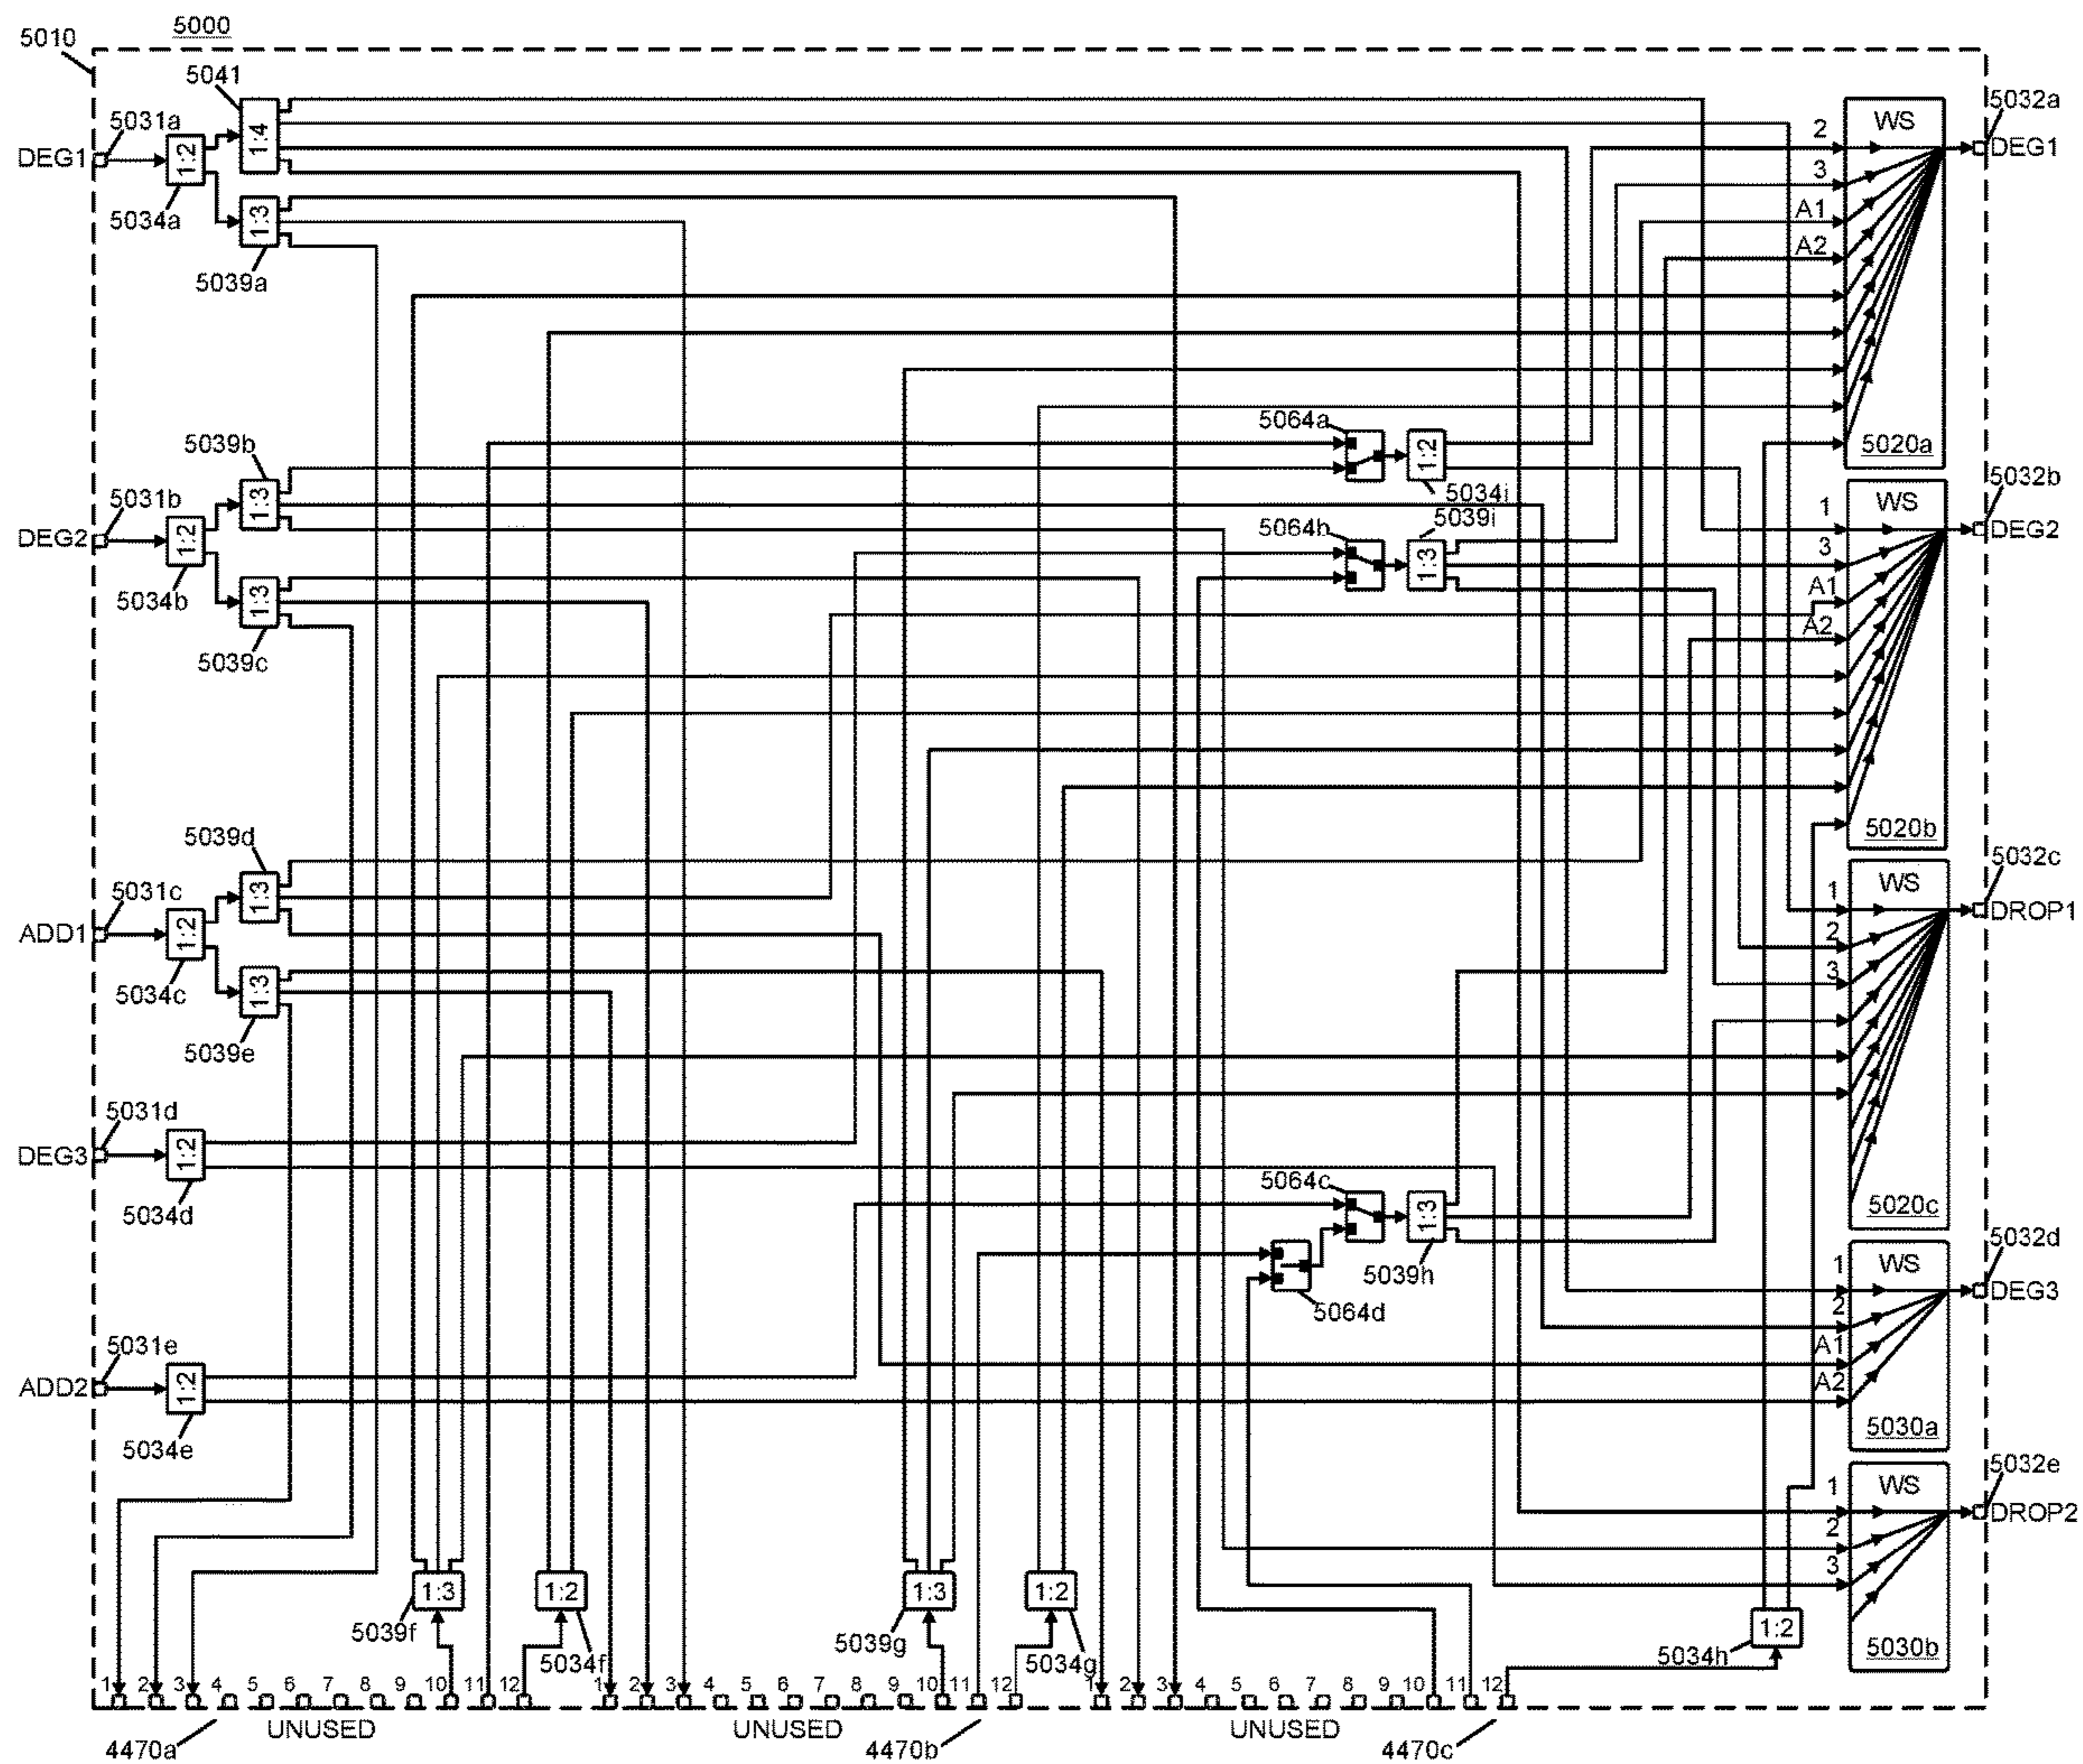 5000
5010
5041
5031a
DEG1
1:2
5034a
1:4
1:3
5039a
WS
2
3
A1
A2
5020a
5032a
DEG1
5039b
5031b
DEG2
1:2
5034b
1:3
1:3
5039c
5064a
1:2
5034i
5064b
5039i
1:3
WS
1
3
A1
A2
5020b
5032b
DEG2
5039d
5031c
ADD1
1:2
5034c
1:3
1:3
5039e
WS
1
2
3
5020c
5032c
DROP1
5031d
DEG3
1:2
5034d
5064c
1:3
5039h
5064d
WS
1
2
A1
A2
5030a
5032d
DEG3
5031e
ADD2
1:2
5034e
WS
1
2
3
5030b
5032e
DROP2
1:3
5039f
1:2
5034f
1:3
5039g
1:2
5034g
1:2
5034h
1 2 3 4 5 6 7 8 9 10 11 12
1 2 3 4 5 6 7 8 9 10 11 12
1 2 3 4 5 6 7 8 9 10 11 12
UNUSED UNUSED UNUSED
4470a 4470b 4470c